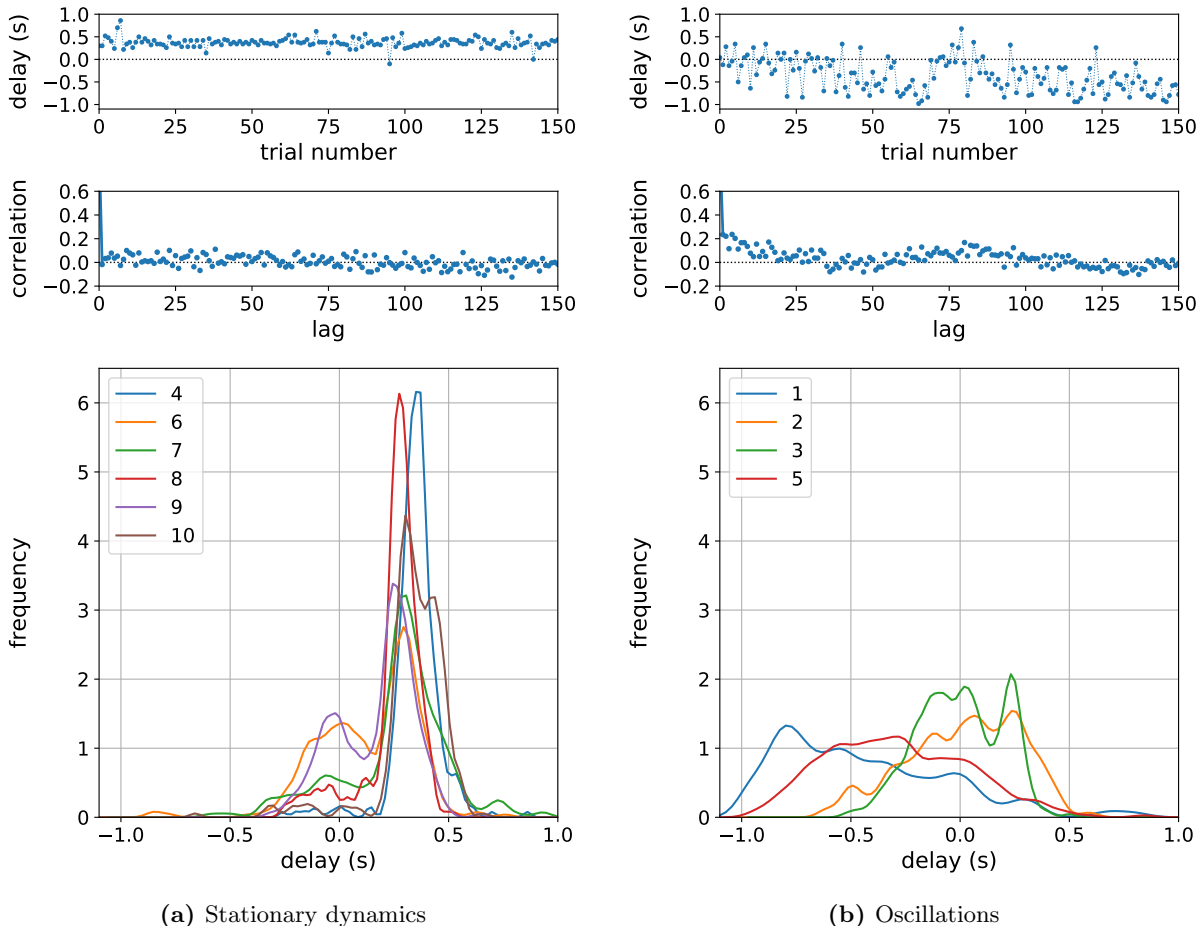 delay (s)
1.0
0.5
0.0
−0.5
−1.0
0 25 50 75 100 125 150
trial number
correlation
0.6
0.4
0.2
0.0
−0.2
0 25 50 75 100 125 150
lag
frequency
6
5
4
3
2
1
0
4
6
7
8
9
10
−1.0 −0.5 0.0 0.5 1.0
delay (s)
(a) Stationary dynamics
delay (s)
1.0
0.5
0.0
−0.5
−1.0
0 25 50 75 100 125 150
trial number
correlation
0.6
0.4
0.2
0.0
−0.2
0 25 50 75 100 125 150
lag
frequency
6
5
4
3
2
1
0
1
2
3
5
−1.0 −0.5 0.0 0.5 1.0
delay (s)
(b) Oscillations